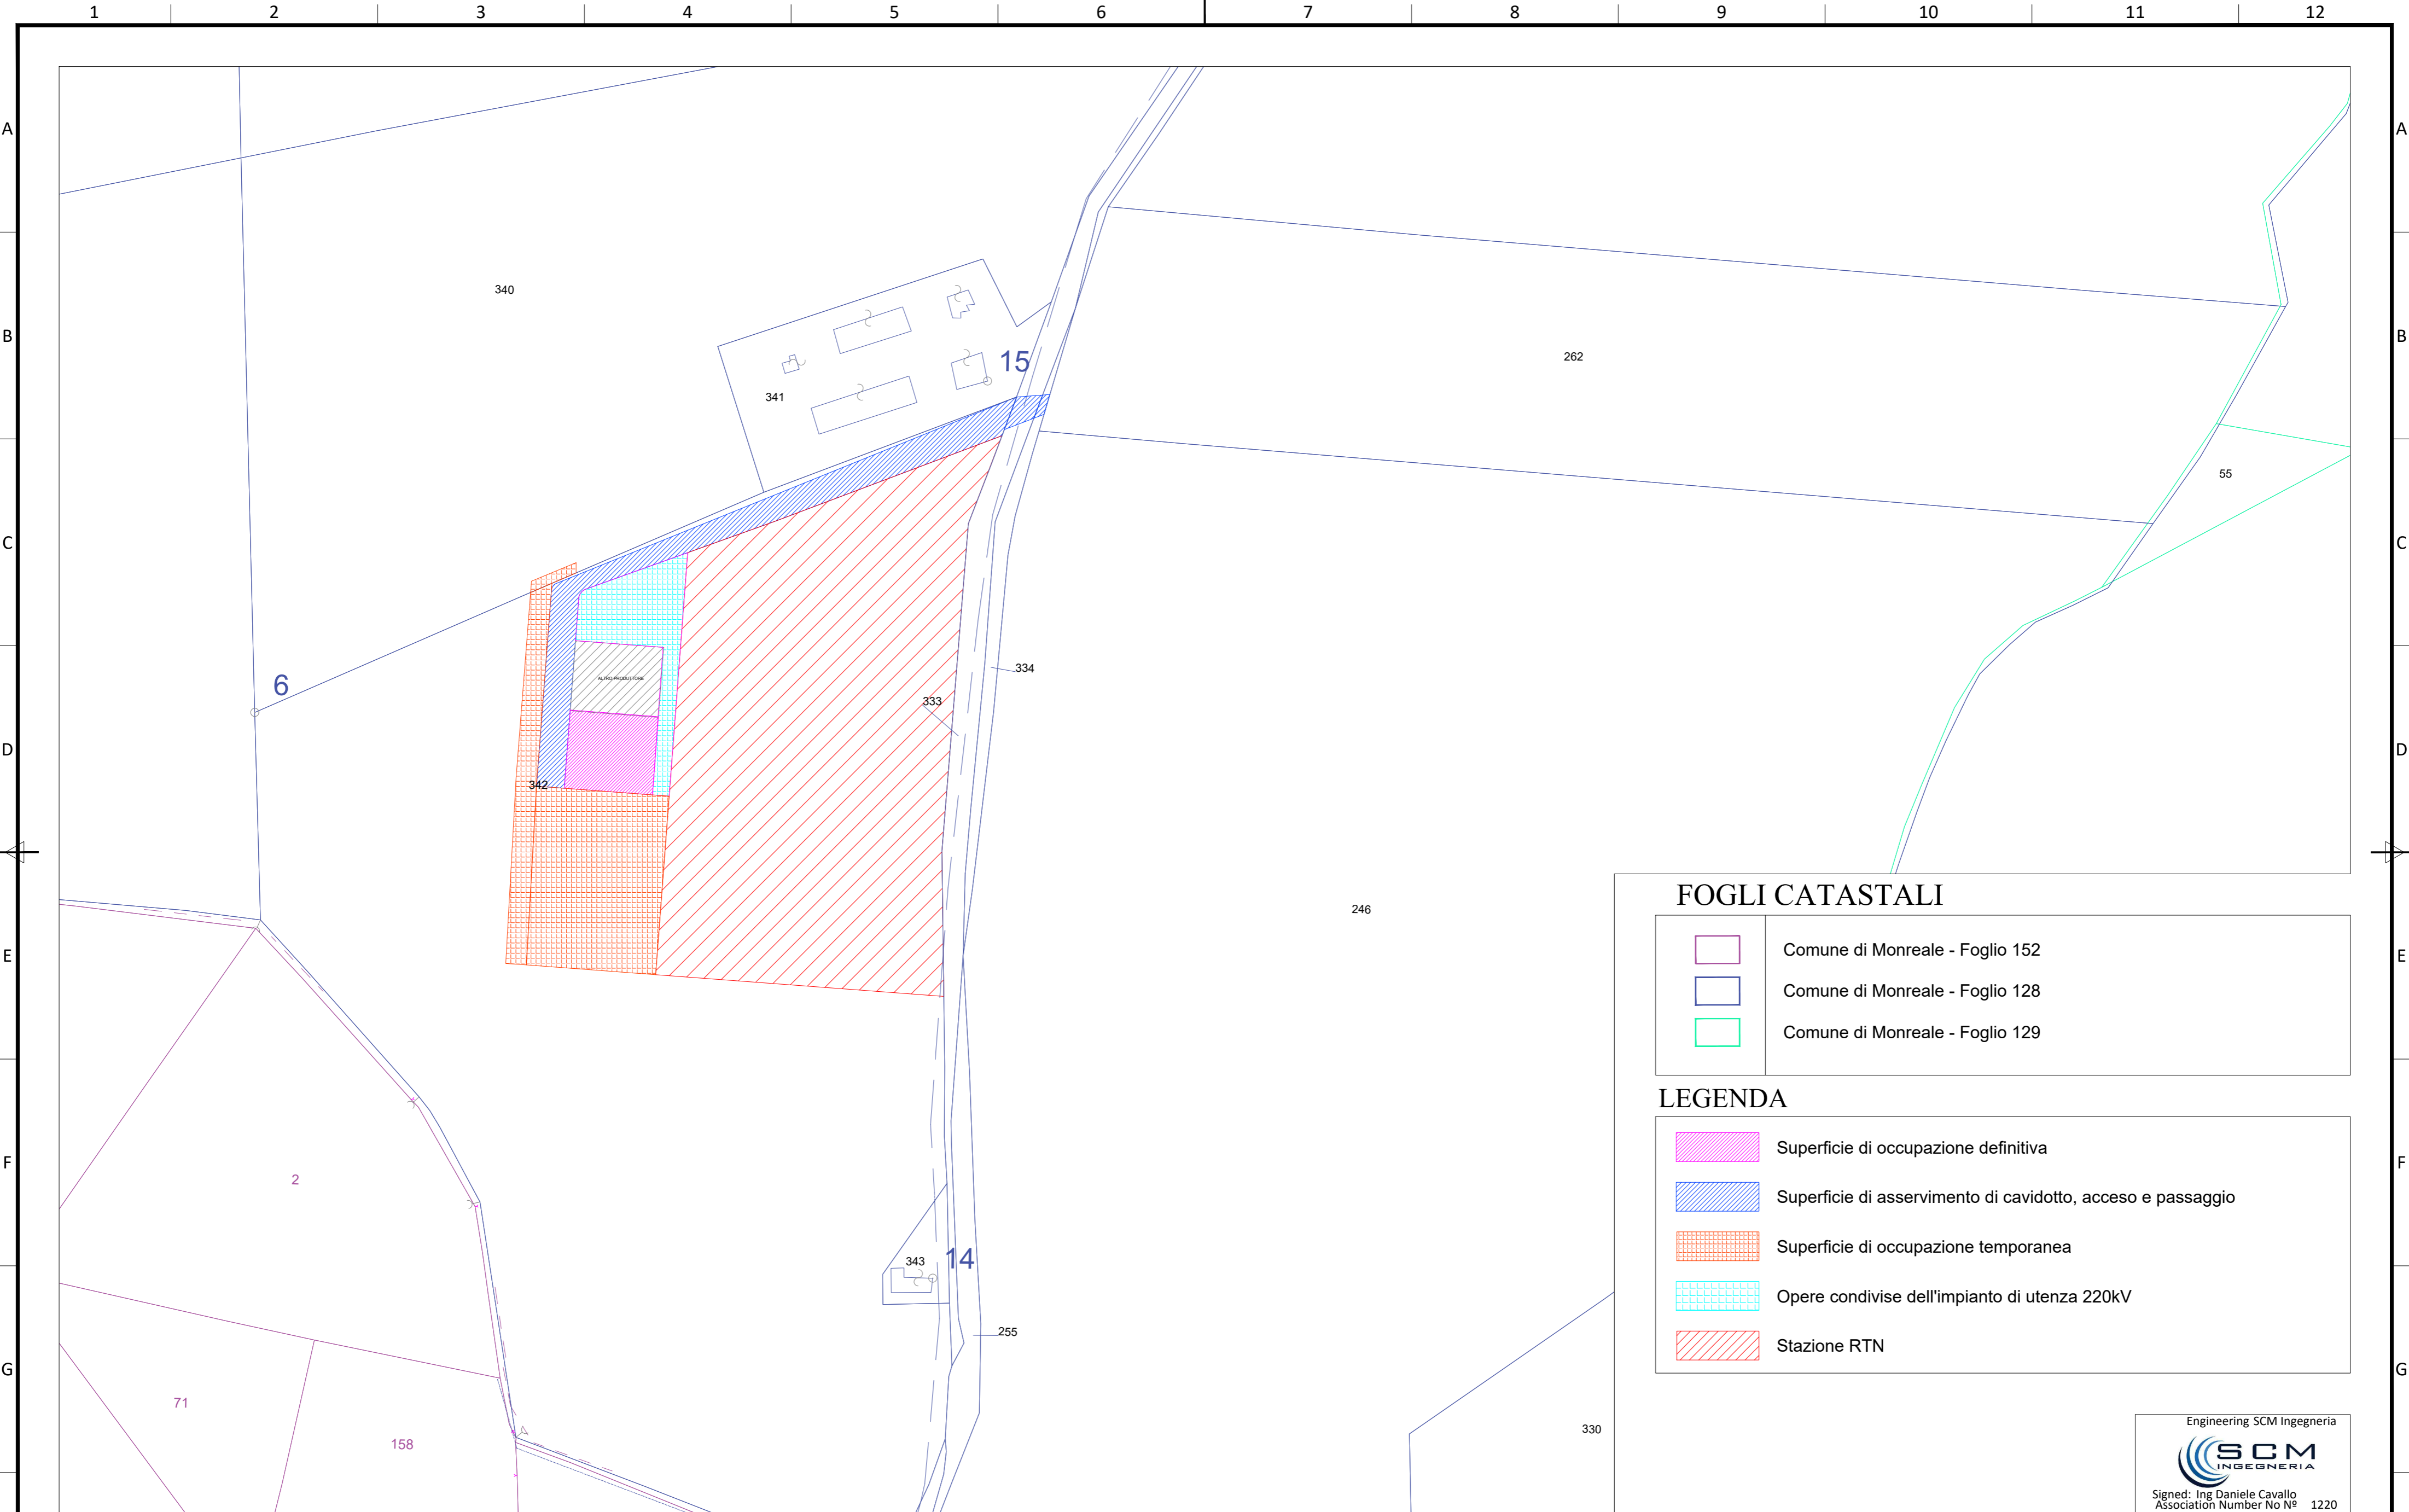 1 2 3 4 5 6 7 8 9 10 11 12
A A
340
B B
15
262
341
55
C C
334
6
ALTRO PRODUTTORE
333
D D
342
FOGLI CATASTALI
246
Comune di Monreale - Foglio 152
E E
Comune di Monreale - Foglio 128
Comune di Monreale - Foglio 129
LEGENDA
Superficie di occupazione definitiva
F F
2
Superficie di asservimento di cavidotto, acceso e passaggio
Superficie di occupazione temporanea
343 14
Opere condivise dell'impianto di utenza 220kV
255
Stazione RTN
G G
71
Engineering SCM Ingegneria
330
158
SCM
INGEGNERIA
Signed: Ing Daniele Cavallo
Association Number No Nº 1220